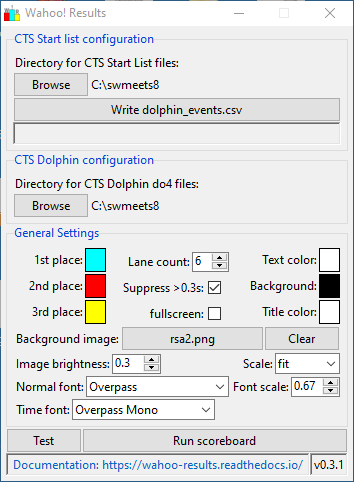 Wahoo! Results
CTS Start list configuration
Directory for CTS Start List files:
Browse C:\swmeets8
Write dolphin_events.csv
CTS Dolphin configuration
Directory for CTS Dolphin do4 files:
Browse C:\swmeets8
General Settings
1st place: Lane count: 6 Text color:
2nd place: Suppress >0.3s: Background:
3rd place: fullscreen: Title color:
Background image: rsa2.png Clear
Image brightness: 0.3 Scale: fit
Normal font: Overpass Font scale: 0.67
Time font: Overpass Mono
Test Run scoreboard
Documentation: https://wahoo-results.readthedocs.io/ v0.3.1